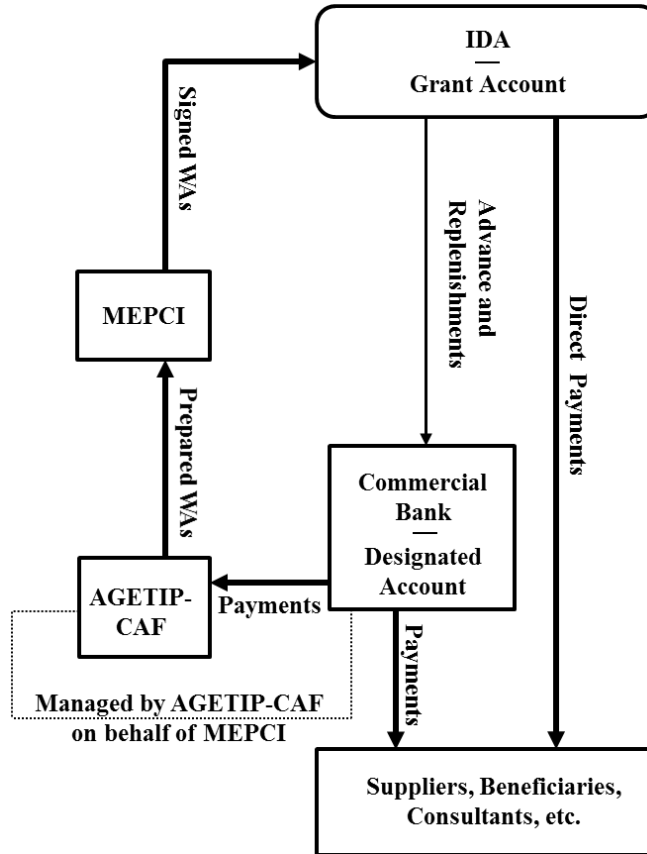 IDA
Grant Account
Signed WAs
Advance and
Replenishments
Direct Payments
MEPCI
Prepared WAs
Commercial
Bank
Designated
Account
AGETIP-
CAF
Payments
Payments
Managed by AGETIP-CAF
on behalf of MEPCI
Suppliers, Beneficiaries,
Consultants, etc.